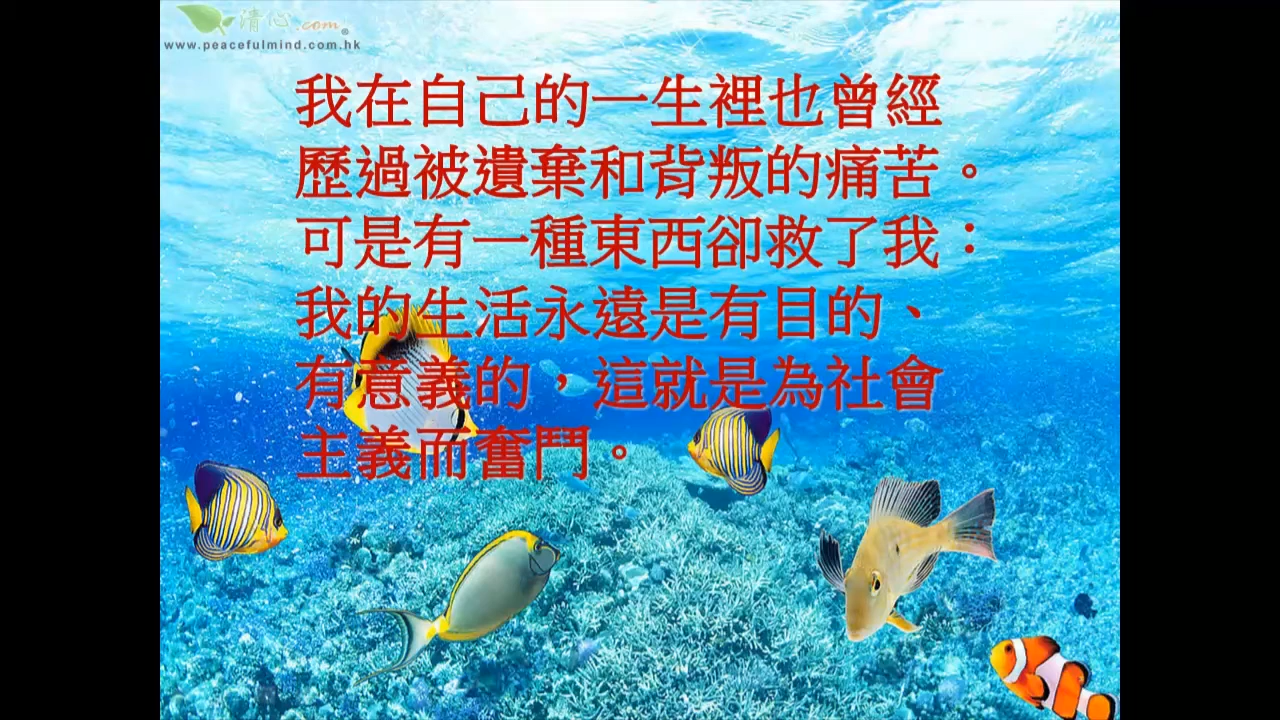 清心.com
www.peacefulmind.com.hk
我在自己的一生裡也曾經
歷過被遺棄和背叛的痛苦。
可是有一種東西卻救了我：
我的生活永遠是有目的、
有意義的，這就是為社會
主義而奮鬥。